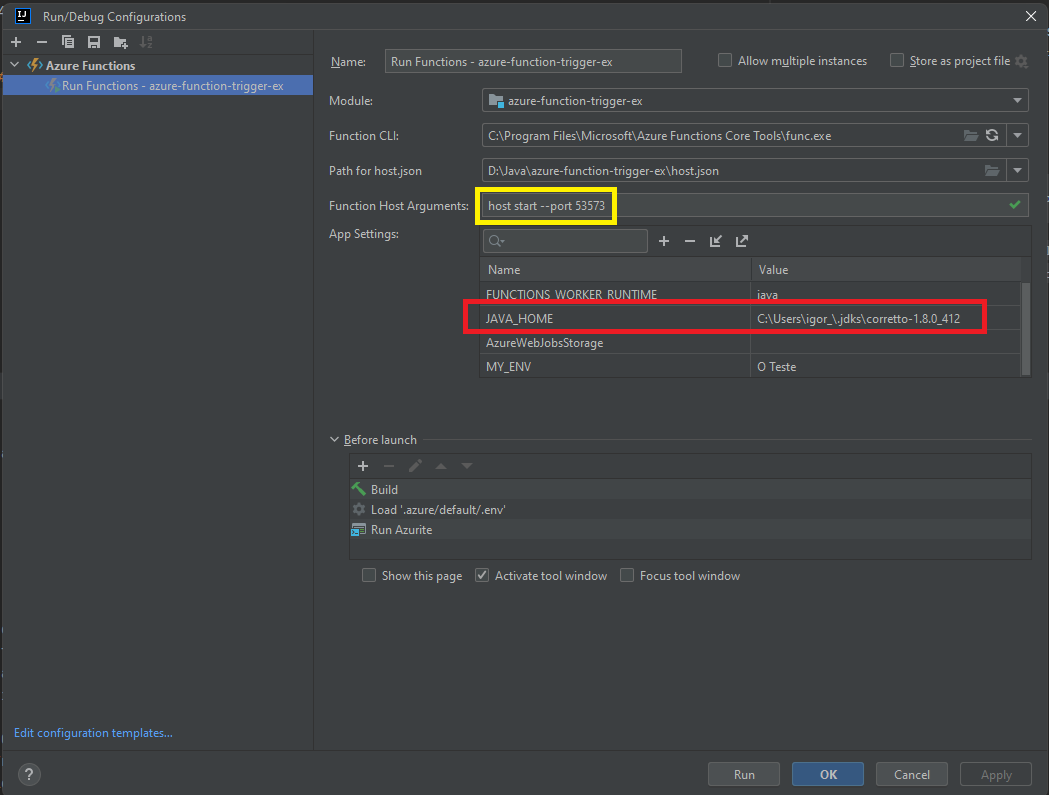 Run/Debug Configurations
Azure Functions
Run Functions - azure-function-trigger-ex
Name: Run Functions - azure-function-trigger-ex Allow multiple instances Store as project file
Module: azure-function-trigger-ex
Function CLI: C:\Program Files\Microsoft\Azure Functions Core Tools\func.exe
Path for host.json D:\Java\azure-function-trigger-ex\host.json
Function Host Arguments: host start --port 53573
App Settings:
Name Value
FUNCTIONS_WORKER_RUNTIME java
JAVA_HOME C:\Users\igor_\.jdks\corretto-1.8.0_412
AzureWebJobsStorage
MY_ENV O Teste
Before launch
Build
Load '.azure/default/.env'
Run Azurite
Show this page Activate tool window Focus tool window
Edit configuration templates...
? Run OK Cancel Apply